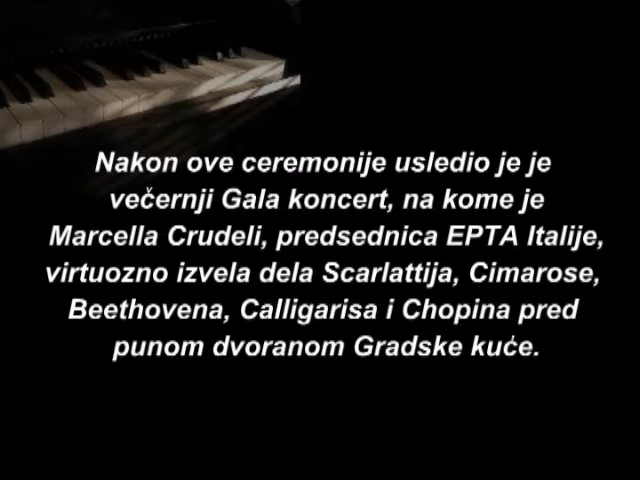 Nakon ove ceremonije usledio je je
večernji Gala koncert, na kome je
Marcella Crudeli, predsednica EPTA Italije,
virtuozno izvela dela Scarlattija, Cimarose,
Beethovena, Calligarisa i Chopina pred
punom dvoranom Gradske kuće.